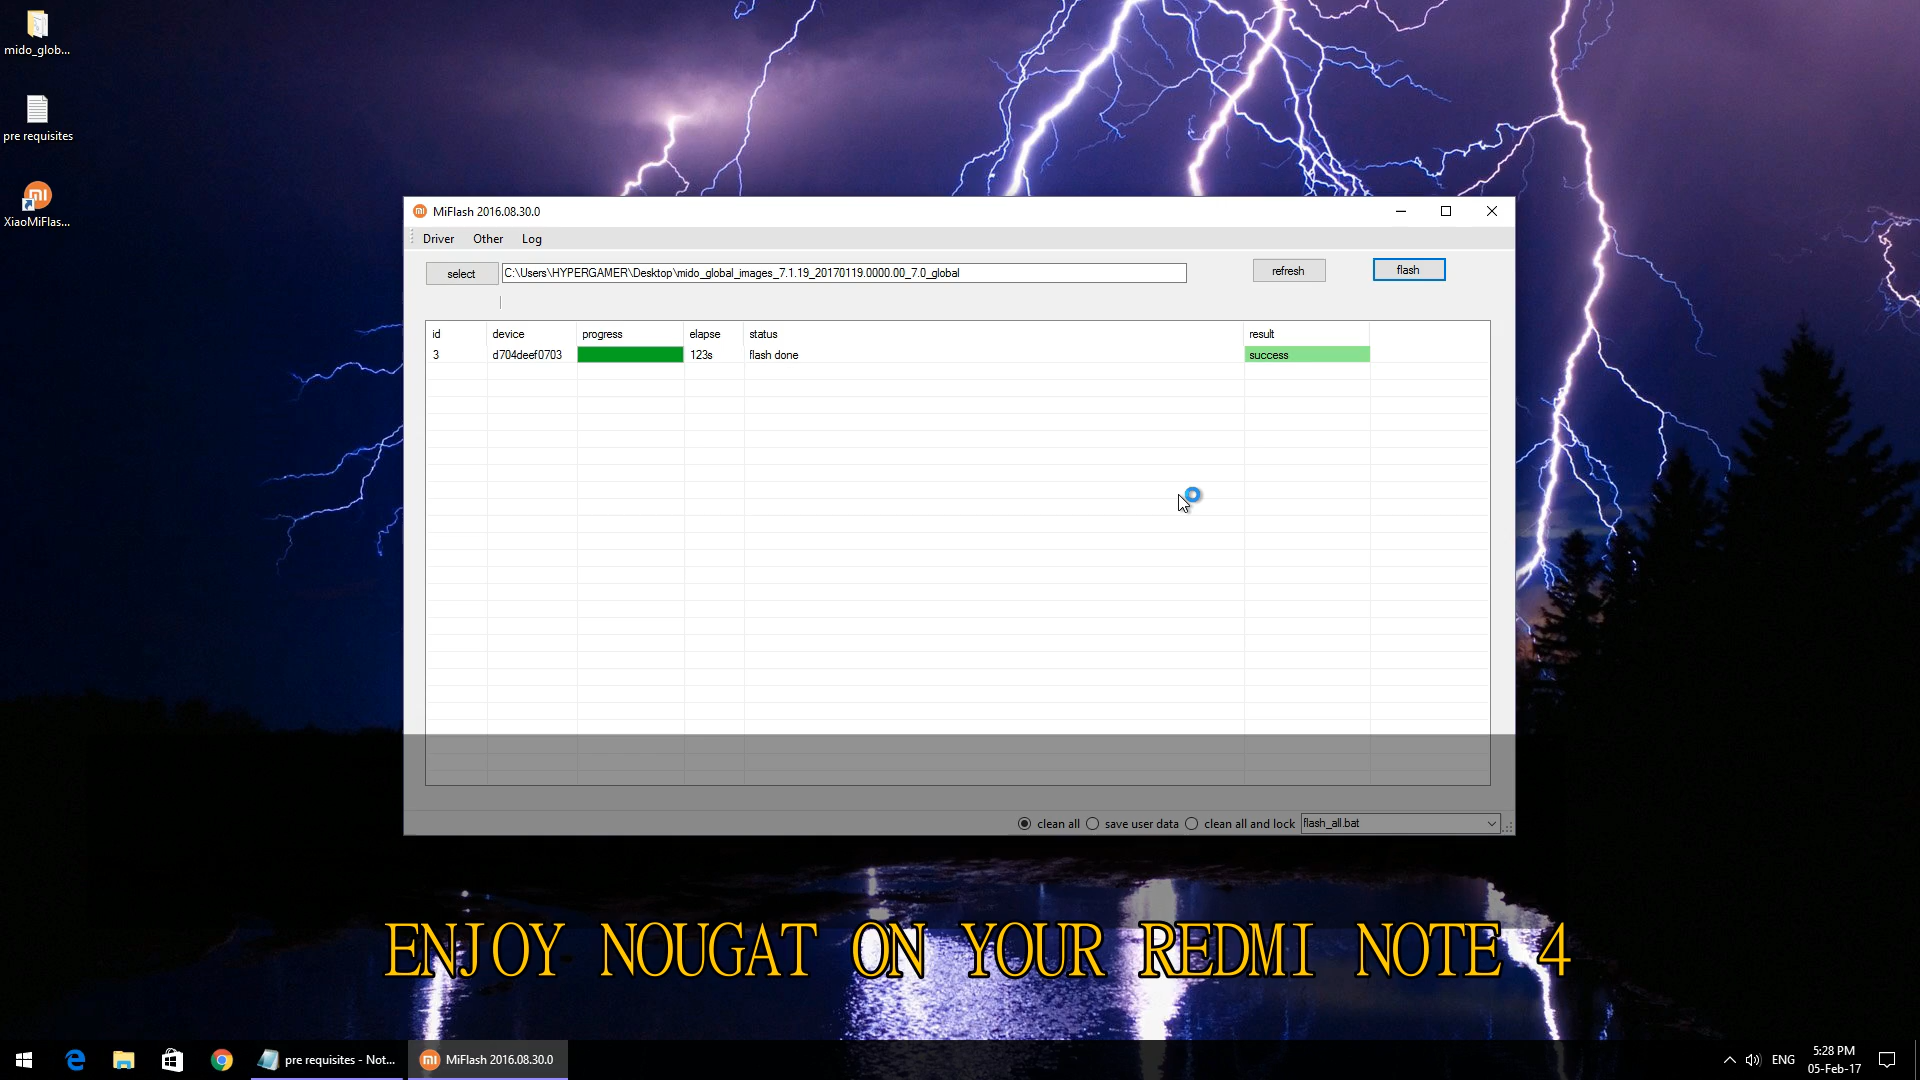 mido_glob...
pre requisites
XiaoMiFlas...
MiFlash 2016.08.30.0
Driver Other Log
select C:\Users\HYPERGAMER\Desktop\mido_global_images_7.1.19_20170119.0000.00_7.0_global refresh flash
id device progress elapse status result
3 d704deef0703 123s flash done success
clean all save user data clean all and lock flash_all.bat
ENJOY NOUGAT ON YOUR REDMI NOTE 4
pre requisites - Not... MiFlash 2016.08.30.0 ENG 5:28 PM
05-Feb-17